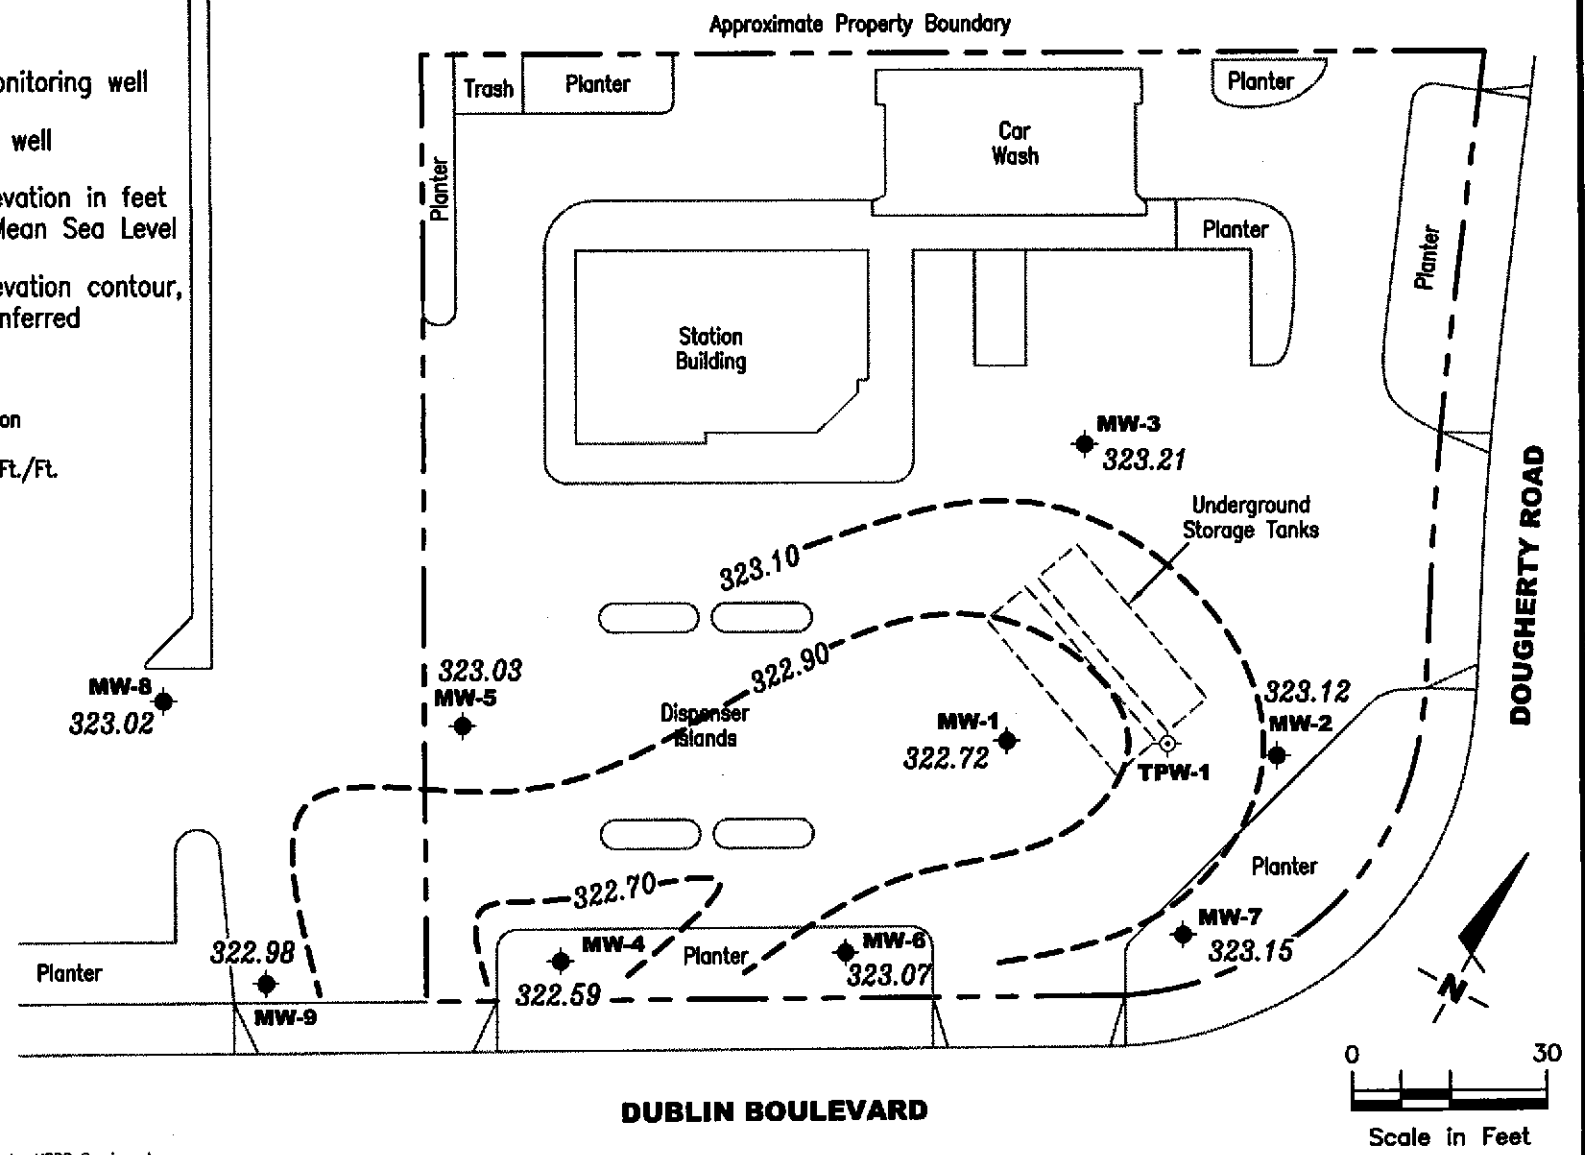 Approximate Property Boundary
onitoring well
well
evation in feet
Mean Sea Level
evation contour,
nferred
on
Ft./Ft.
Trash
Planter
Planter
Car
Wash
Planter
Planter
Planter
Planter
Station
Building
MW-3
323.21
Underground
Storage Tanks
DOUGHERTY ROAD
323.10
322.90
MW-8
323.02
323.03
MW-5
Dispenser
Islands
MW-1
322.72
TPW-1
323.12
MW-2
322.70
Planter
MW-7
323.15
MW-4
322.59
Planter
MW-6
323.07
Planter
322.98
MW-9
N
0 30
Scale in Feet
DUBLIN BOULEVARD